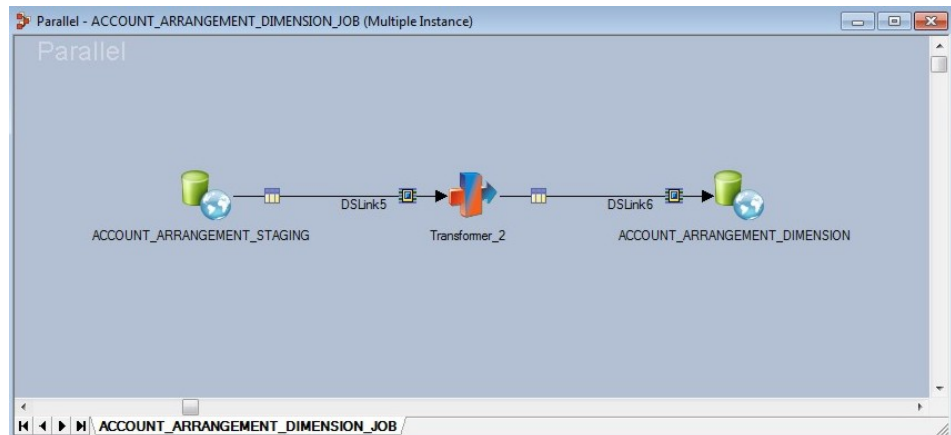 Parallel - ACCOUNT_ARRANGEMENT_DIMENSION_JOB (Multiple Instance)
Parallel
DSLink5
DSLink6
ACCOUNT_ARRANGEMENT_STAGING
Transformer_2
ACCOUNT_ARRANGEMENT_DIMENSION
ACCOUNT_ARRANGEMENT_DIMENSION_JOB